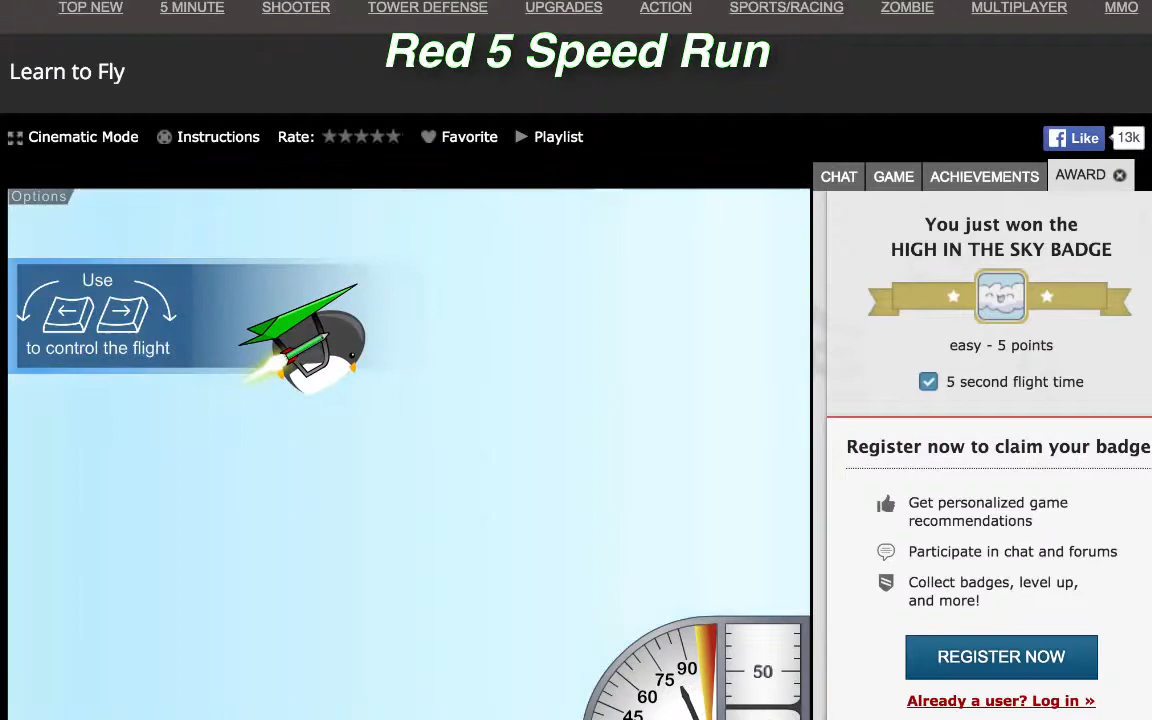 TOP NEW 5 MINUTE SHOOTER TOWER DEFENSE UPGRADES ACTION SPORTS/RACING ZOMBIE MULTIPLAYER MMO
Red 5 Speed Run
Learn to Fly
Cinematic Mode Instructions Rate: Favorite Playlist
Like 13k
CHAT GAME ACHIEVEMENTS AWARD
Options
You just won the
HIGH IN THE SKY BADGE
easy - 5 points
5 second flight time
Use
to control the flight
Register now to claim your badge
Get personalized game
recommendations
Participate in chat and forums
Collect badges, level up,
and more!
REGISTER NOW
Already a user? Log in »
90
75
60
45
50